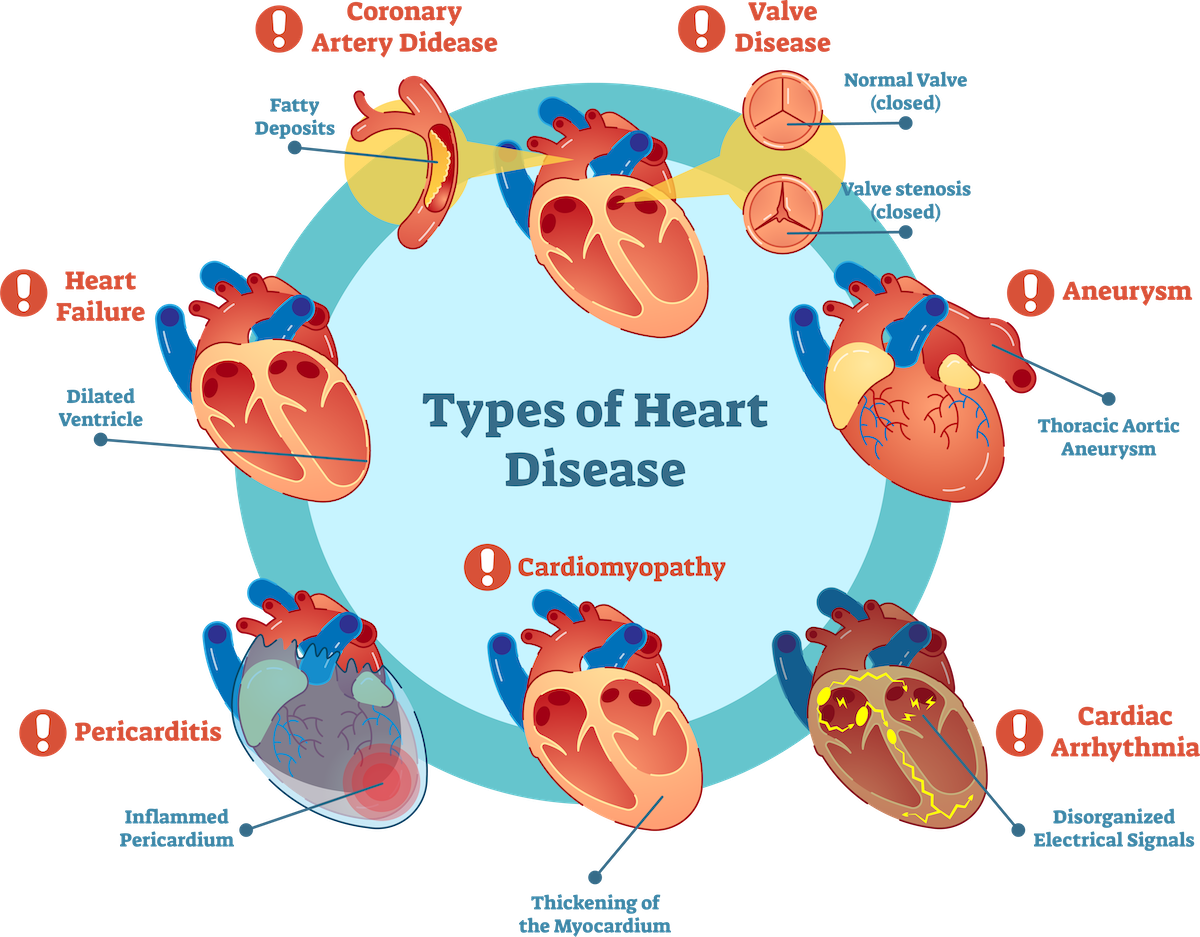 Coronary
Artery Didease
Valve
Disease
Fatty
Deposits
Normal Valve
(closed)
Valve stenosis
(closed)
Heart
Failure
Aneurysm
Dilated
Ventricle
Types of Heart
Disease
Thoracic Aortic
Aneurysm
Cardiomyopathy
Pericarditis
Cardiac
Arrhythmia
Inflammed
Pericardium
Disorganized
Electrical Signals
Thickening of
the Myocardium